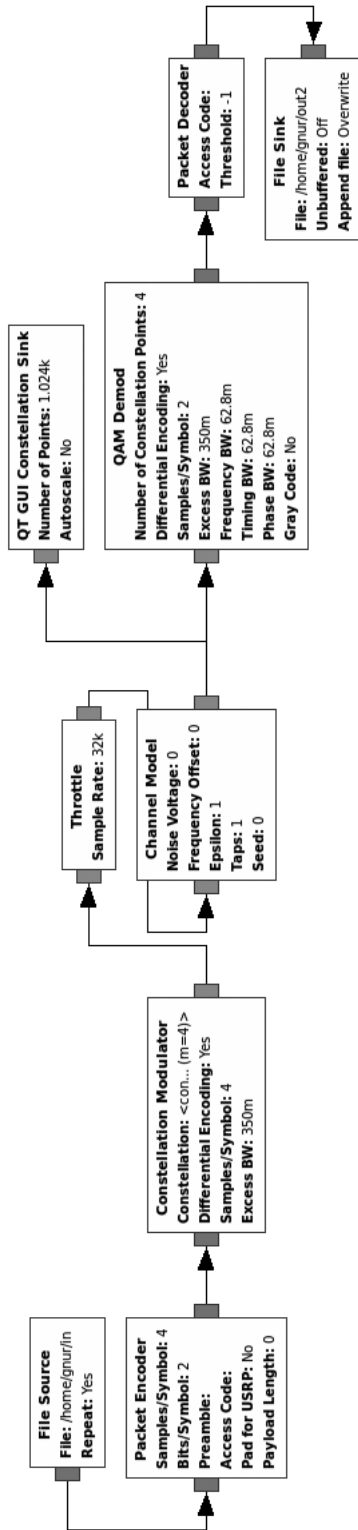 File Source
File: /home/gnur/in
Repeat: Yes
Packet Encoder
Samples/Symbol: 4
Bits/Symbol: 2
Preamble:
Access Code:
Pad for USRP: No
Payload Length: 0
Constellation Modulator
Constellation: <con... (m=4)>
Differential Encoding: Yes
Samples/Symbol: 4
Excess BW: 350m
Throttle
Sample Rate: 32k
Channel Model
Noise Voltage: 0
Frequency Offset: 0
Epsilon: 1
Taps: 1
Seed: 0
QT GUI Constellation Sink
Number of Points: 1.024k
Autoscale: No
QAM Demod
Number of Constellation Points: 4
Differential Encoding: Yes
Samples/Symbol: 2
Excess BW: 350m
Frequency BW: 62.8m
Timing BW: 62.8m
Phase BW: 62.8m
Gray Code: No
Packet Decoder
Access Code:
Threshold: -1
File Sink
File: /home/gnur/out2
Unbuffered: Off
Append file: Overwrite